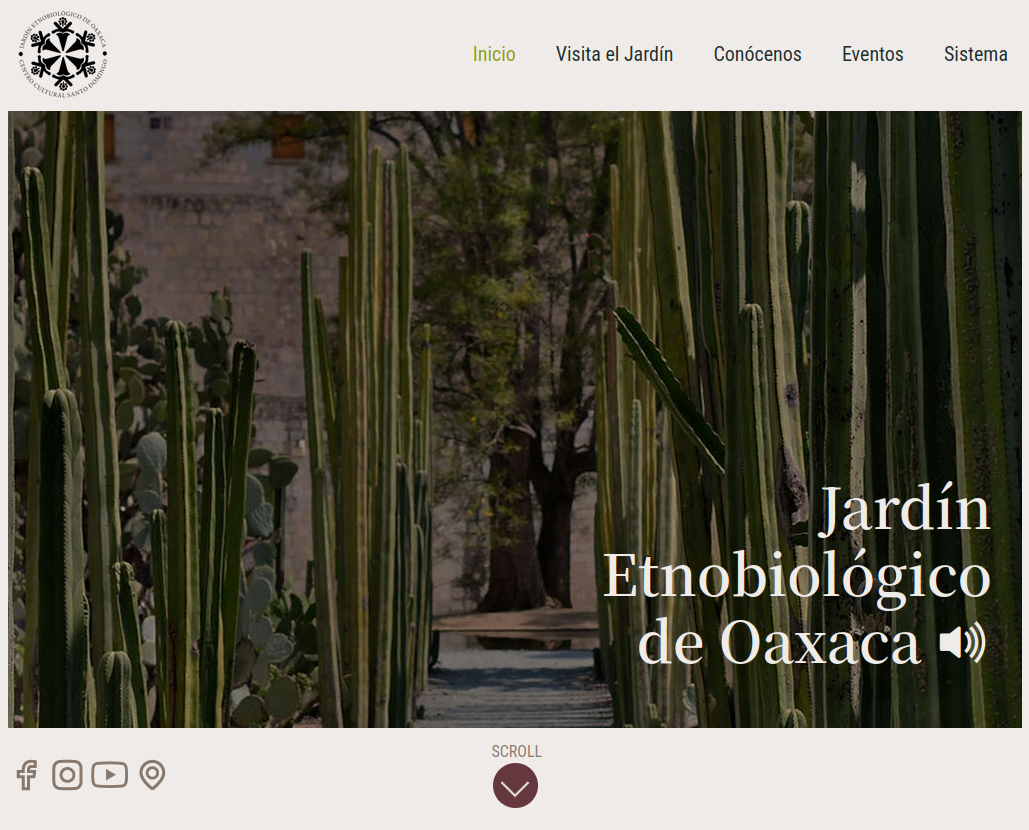 JARDÍN ETNOBIOLÓGICO DE OAXACA
CENTRO CULTURAL SANTO DOMINGO
Inicio
Visita el Jardín
Conócenos
Eventos
Sistema
Jardín
Etnobiológico
de Oaxaca
SCROLL